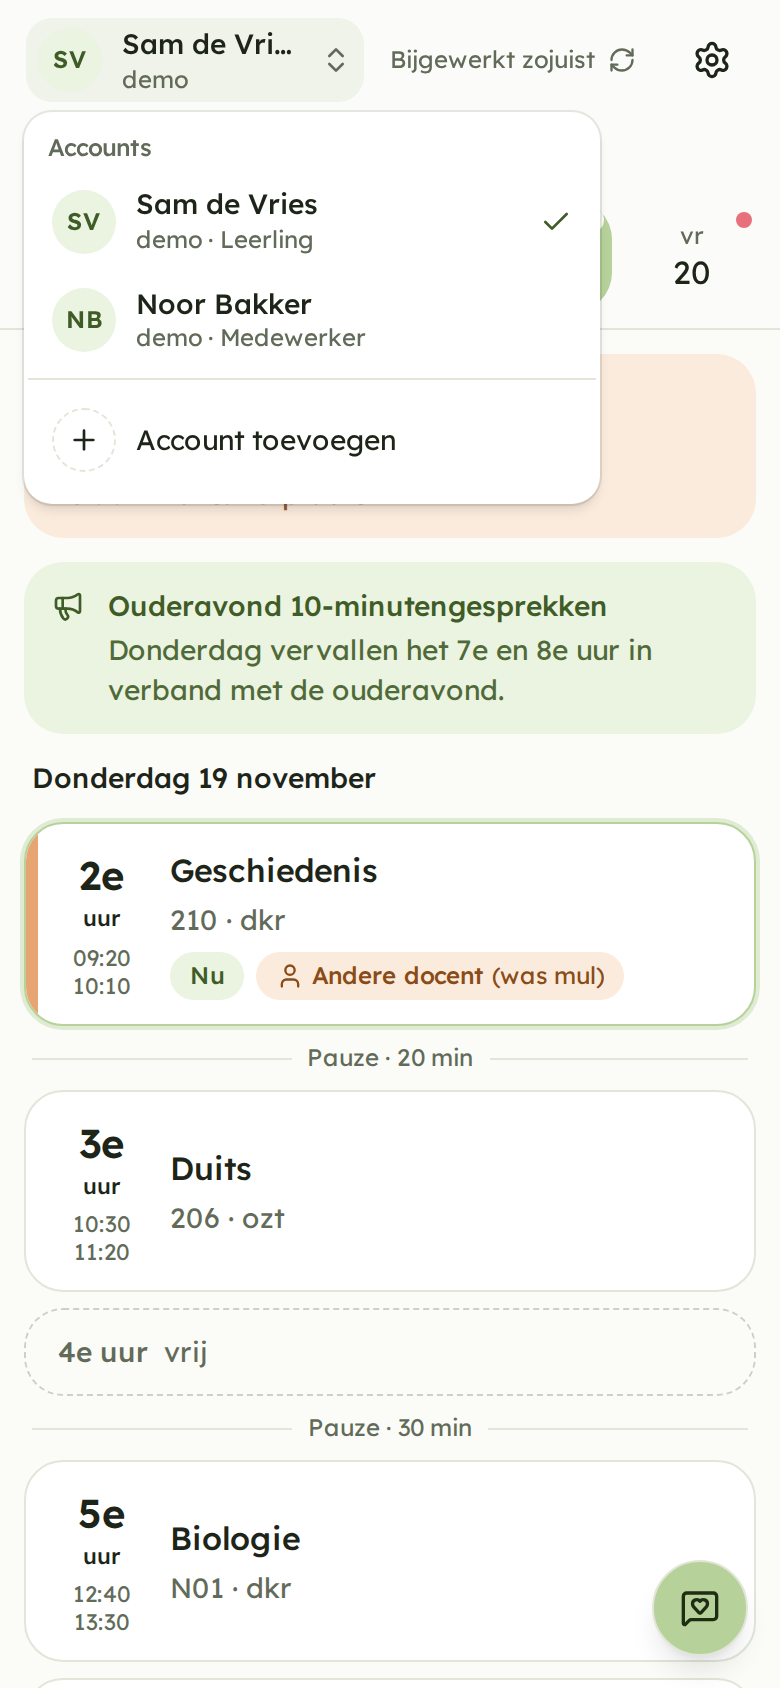 SV
Sam de Vri...
demo
Bijgewerkt zojuist
Accounts
SV
Sam de Vries
demo · Leerling
NB
Noor Bakker
demo · Medewerker
Account toevoegen
vr
20
Ouderavond 10-minutengesprekken
Donderdag vervallen het 7e en 8e uur in
verband met de ouderavond.
Donderdag 19 november
2e
uur
09:20
10:10
Geschiedenis
210 · dkr
Nu
Andere docent (was mul)
Pauze · 20 min
3e
uur
10:30
11:20
Duits
206 · ozt
4e uur vrij
Pauze · 30 min
5e
uur
12:40
13:30
Biologie
N01 · dkr